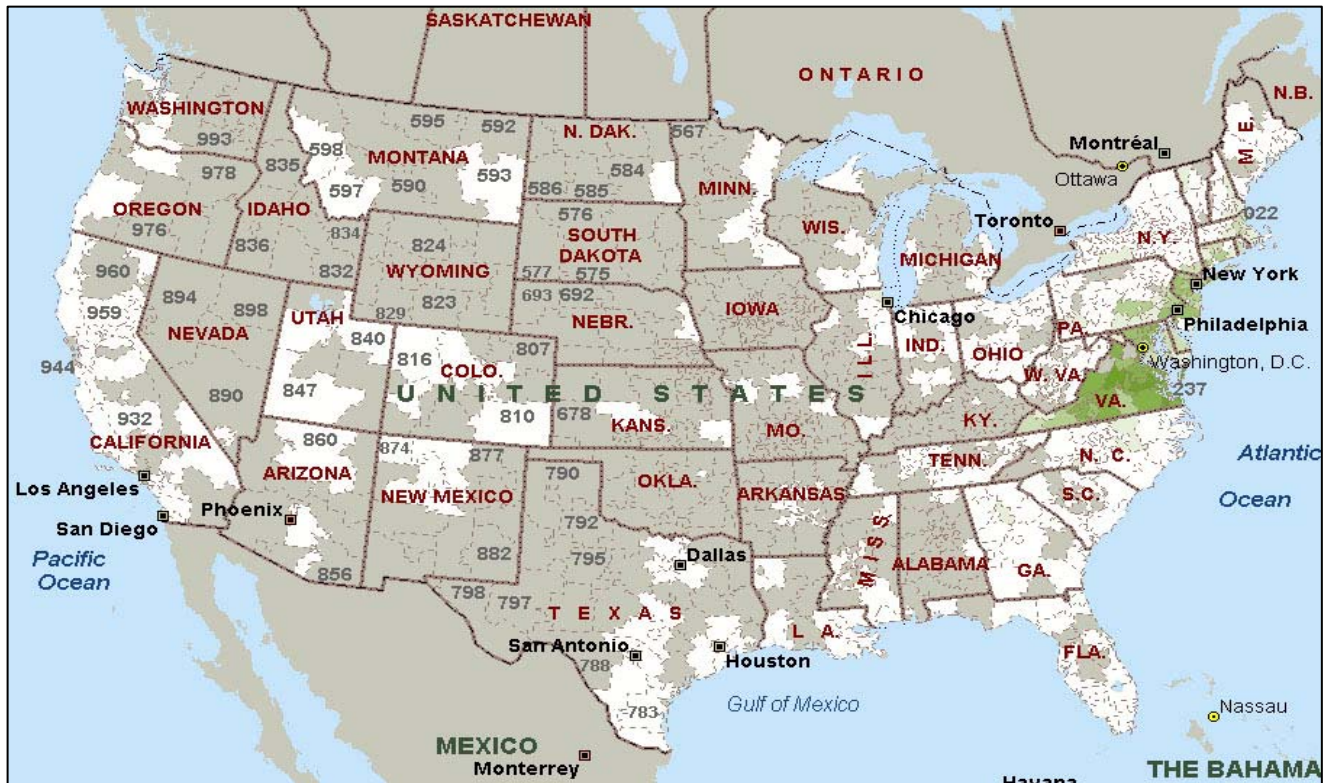 SASKATCHEWAN
ONTARIO
N.B.
WASHINGTON
993
595
592
N. DAK.
567
M E.
Montréal
Ottawa
598
MONTANA
835
978
597
590
593
584
586
585
MINN.
OREGON
IDAHO
976
836
834
832
824
WYOMING
823
829
576
SOUTH
DAKOTA
577
575
WIS.
Toronto
MICHIGAN
N.Y.
022
960
959
894
898
NEVADA
UTAH
840
693
692
NEBR.
IOWA
Chicago
New York
Philadelphia
PA.
944
816
COLO.
807
I L L.
IND.
OHIO
W. VA.
Washington, D.C.
847
UNITED STATES
890
810
678
KANS.
MO.
KY.
VA.
237
932
CALIFORNIA
860
ARIZONA
874
877
NEW MEXICO
790
OKLA.
ARKANSAS
TENN.
N. C.
S.C.
Atlantic
Ocean
Los Angeles
San Diego
Phoenix
792
795
882
Dallas
M I S S.
ALABAMA
GA.
Pacific
Ocean
856
798
797
T E X A S
L A.
San Antonio
788
Houston
FLA.
783
Gulf of Mexico
Nassau
MEXICO
Monterrey
THE BAHAMA